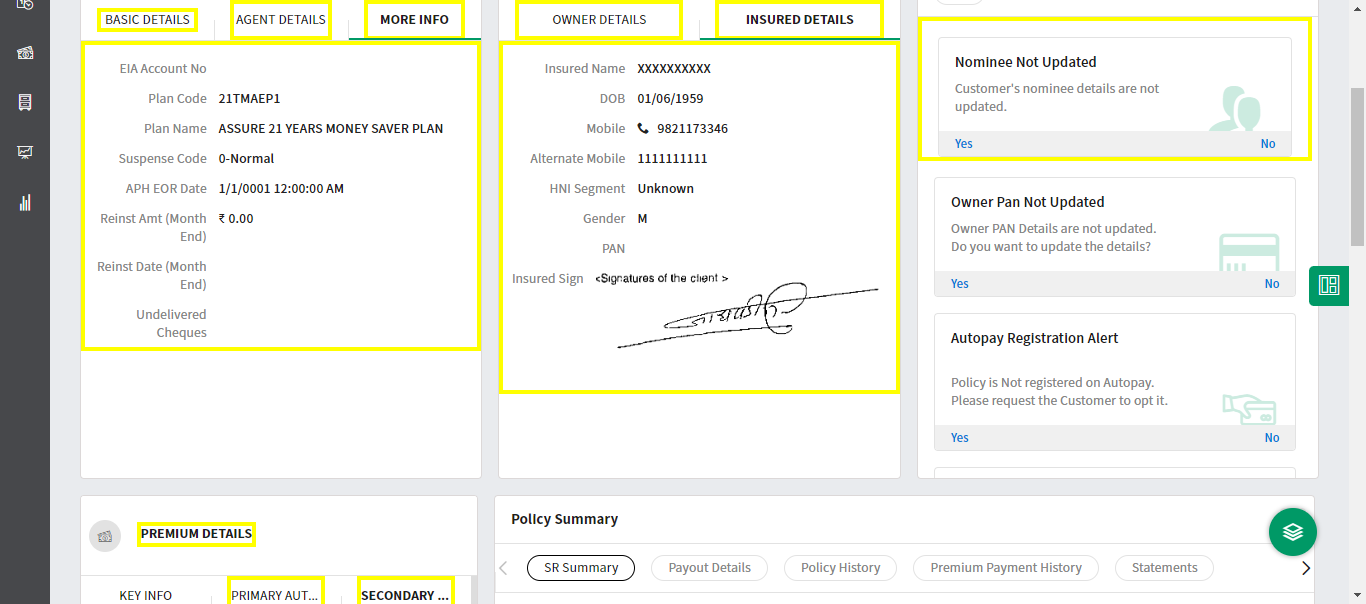 BASIC DETAILS
AGENT DETAILS
MORE INFO
EIA Account No
Plan Code 21TMAEP1
Plan Name ASSURE 21 YEARS MONEY SAVER PLAN
Suspense Code 0-Normal
APH EOR Date 1/1/0001 12:00:00 AM
Reinst Amt (Month ₹ 0.00
End)
Reinst Date (Month
End)
Undelivered
Cheques
OWNER DETAILS
INSURED DETAILS
Insured Name XXXXXXXXXX
DOB 01/06/1959
Mobile 9821173346
Alternate Mobile 1111111111
HNI Segment Unknown
Gender M
PAN
Insured Sign <Signatures of the client >
Nominee Not Updated
Customer's nominee details are not
updated.
Yes No
Owner Pan Not Updated
Owner PAN Details are not updated.
Do you want to update the details?
Yes No
Autopay Registration Alert
Policy is Not registered on Autopay.
Please request the Customer to opt it.
Yes No
PREMIUM DETAILS
KEY INFO
PRIMARY AUT...
SECONDARY ...
Policy Summary
SR Summary
Payout Details
Policy History
Premium Payment History
Statements